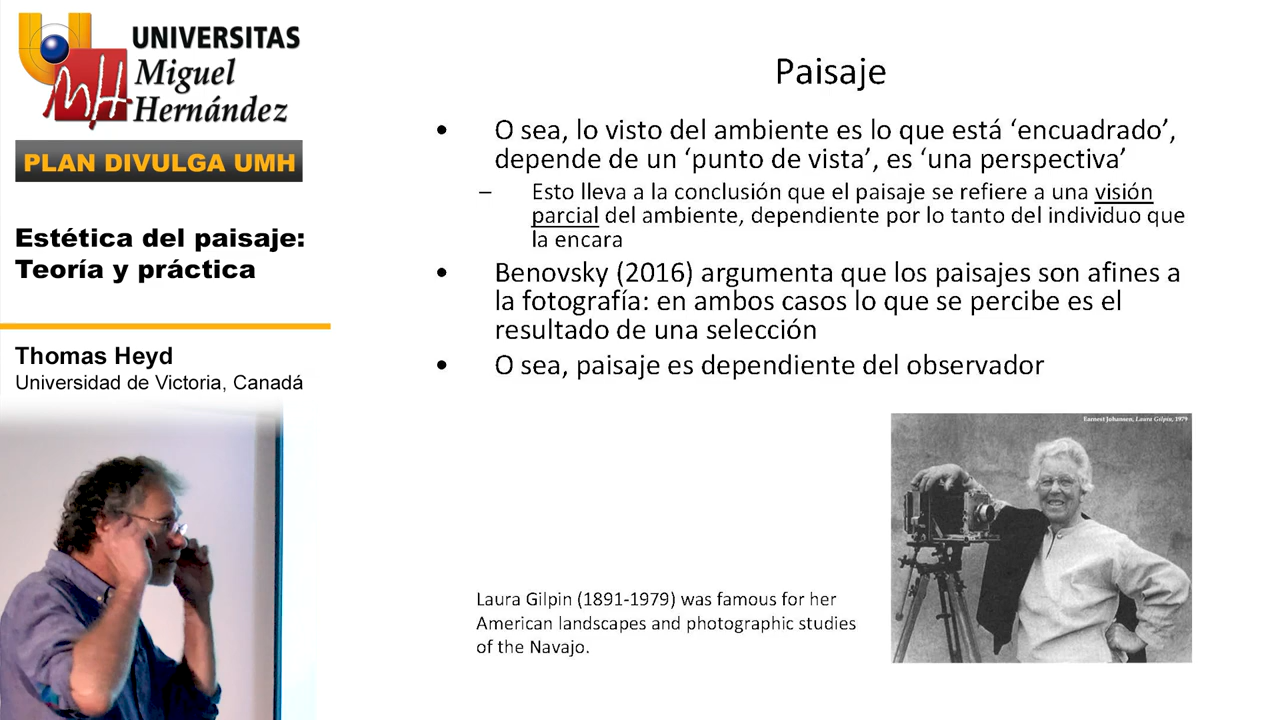 UNIVERSITAS
Miguel
Hernández
PLAN DIVULGA UMH
Estética del paisaje:
Teoría y práctica
Thomas Heyd
Universidad de Victoria, Canadá
Paisaje
• O sea, lo visto del ambiente es lo que está ‘encuadrado’,
depende de un ‘punto de vista’, es ‘una perspectiva’
– Esto lleva a la conclusión que el paisaje se refiere a una visión
parcial del ambiente, dependiente por lo tanto del individuo que
la encara
• Benovsky (2016) argumenta que los paisajes son afines a
la fotografía: en ambos casos lo que se percibe es el
resultado de una selección
• O sea, paisaje es dependiente del observador
Earnest Johansen, Laura Gilpin, 1979
Laura Gilpin (1891-1979) was famous for her
American landscapes and photographic studies
of the Navajo.